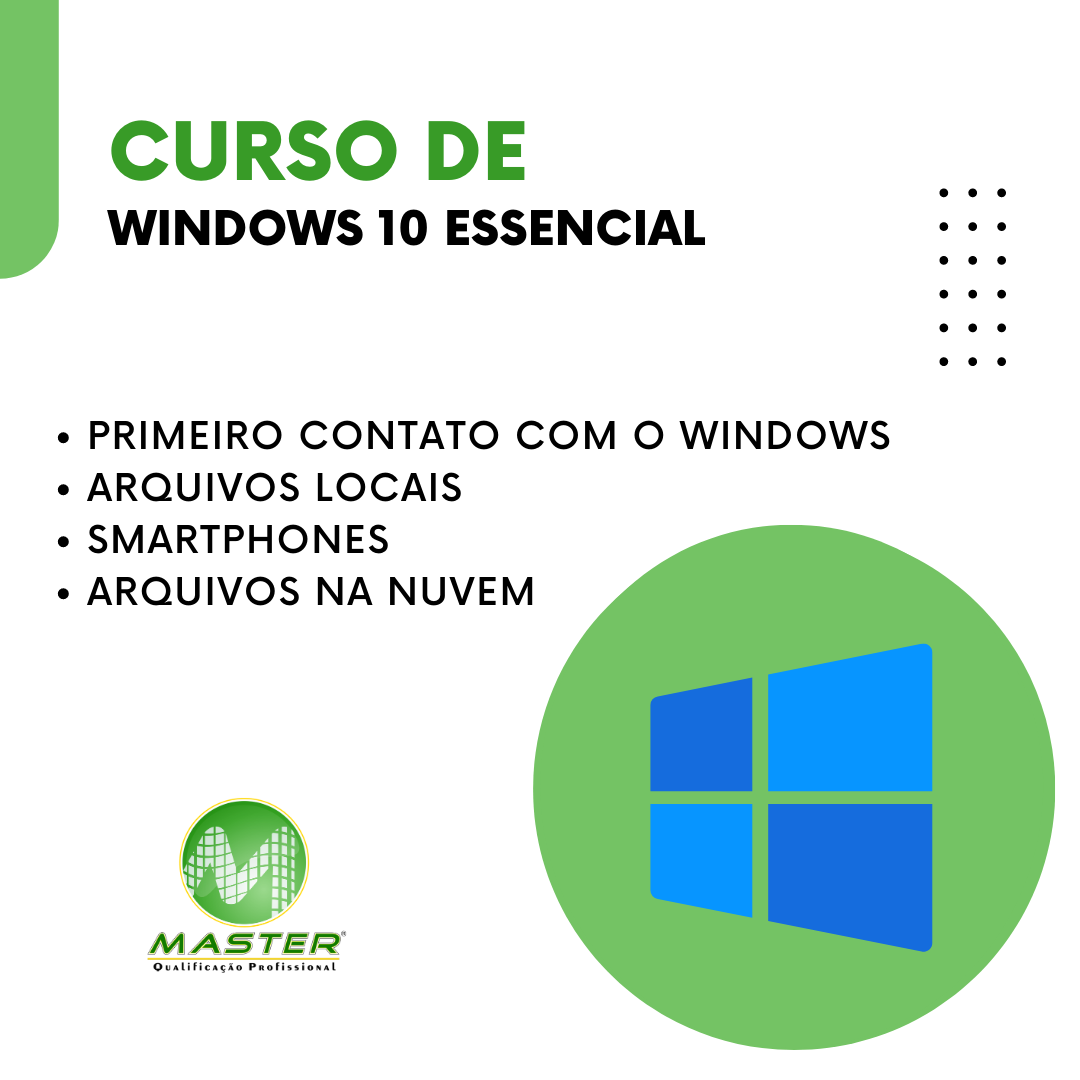 CURSO DE
WINDOWS 10 ESSENCIAL
• PRIMEIRO CONTATO COM O WINDOWS
• ARQUIVOS LOCAIS
• SMARTPHONES
• ARQUIVOS NA NUVEM
MASTER®
Qualificação Profissional